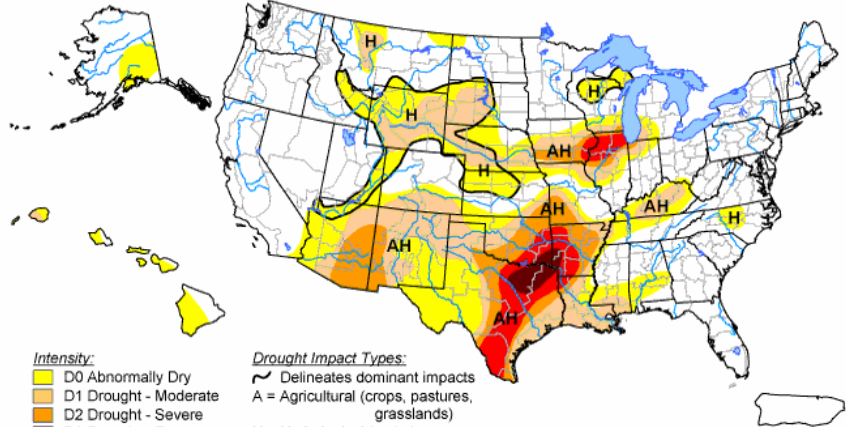 H
H
H
AH
H
AH
AH
H
AH
AH
Intensity:
D0 Abnormally Dry
D1 Drought - Moderate
D2 Drought - Severe
Drought Impact Types:
Delineates dominant impacts
A = Agricultural (crops, pastures,
grasslands)